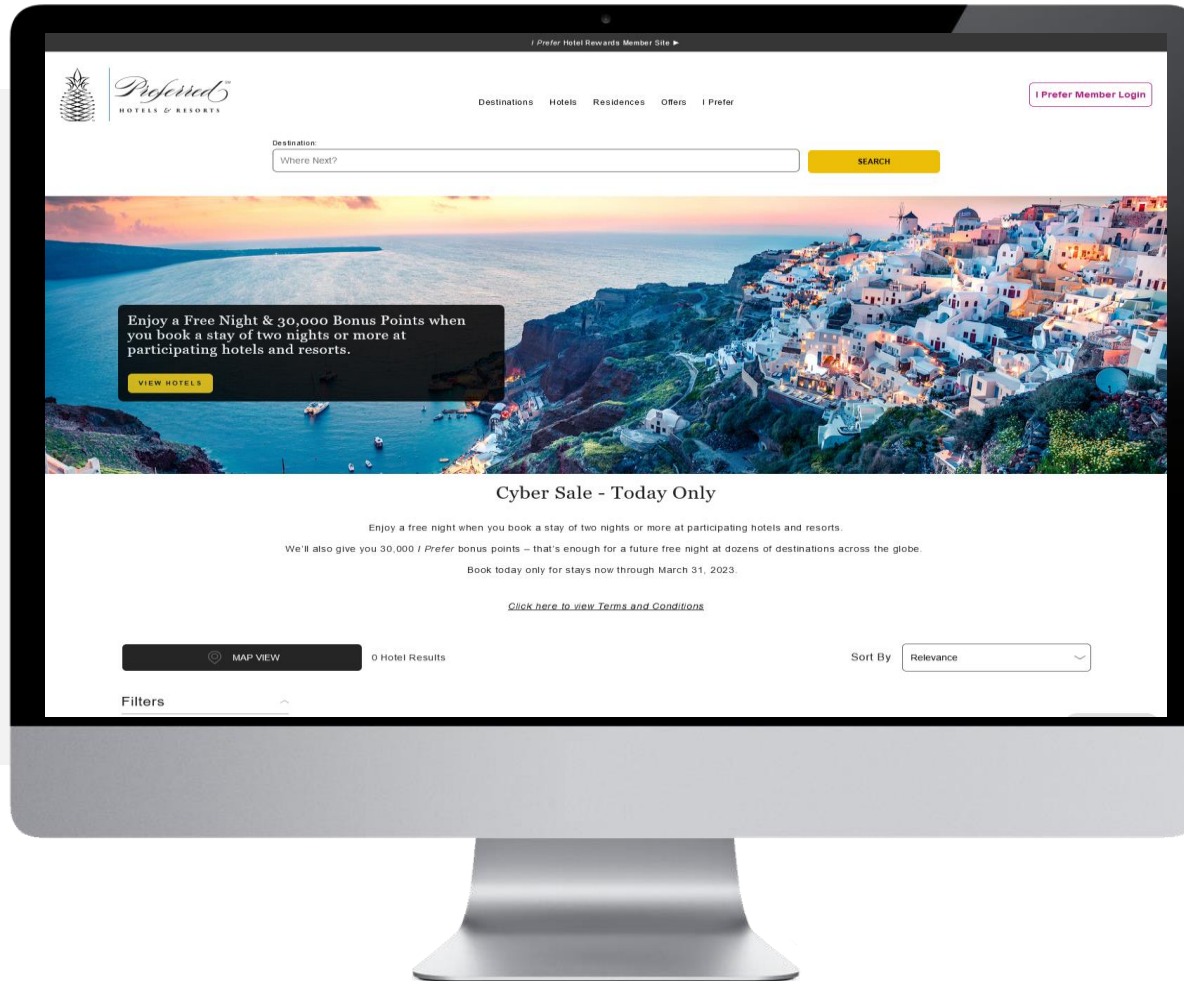 I Prefer Hotel Rewards Member Site ►
Preferred SM
HOTELS & RESORTS
Destinations Hotels Residences Offers I Prefer
I Prefer Member Login
Destination:
Where Next?
SEARCH
Enjoy a Free Night & 30,000 Bonus Points when
you book a stay of two nights or more at
participating hotels and resorts.
VIEW HOTELS
Cyber Sale - Today Only
Enjoy a free night when you book a stay of two nights or more at participating hotels and resorts.
We'll also give you 30,000 I Prefer bonus points – that's enough for a future free night at dozens of destinations across the globe.
Book today only for stays now through March 31, 2023.
Click here to view Terms and Conditions
MAP VIEW
0 Hotel Results
Sort By
Relevance
Filters